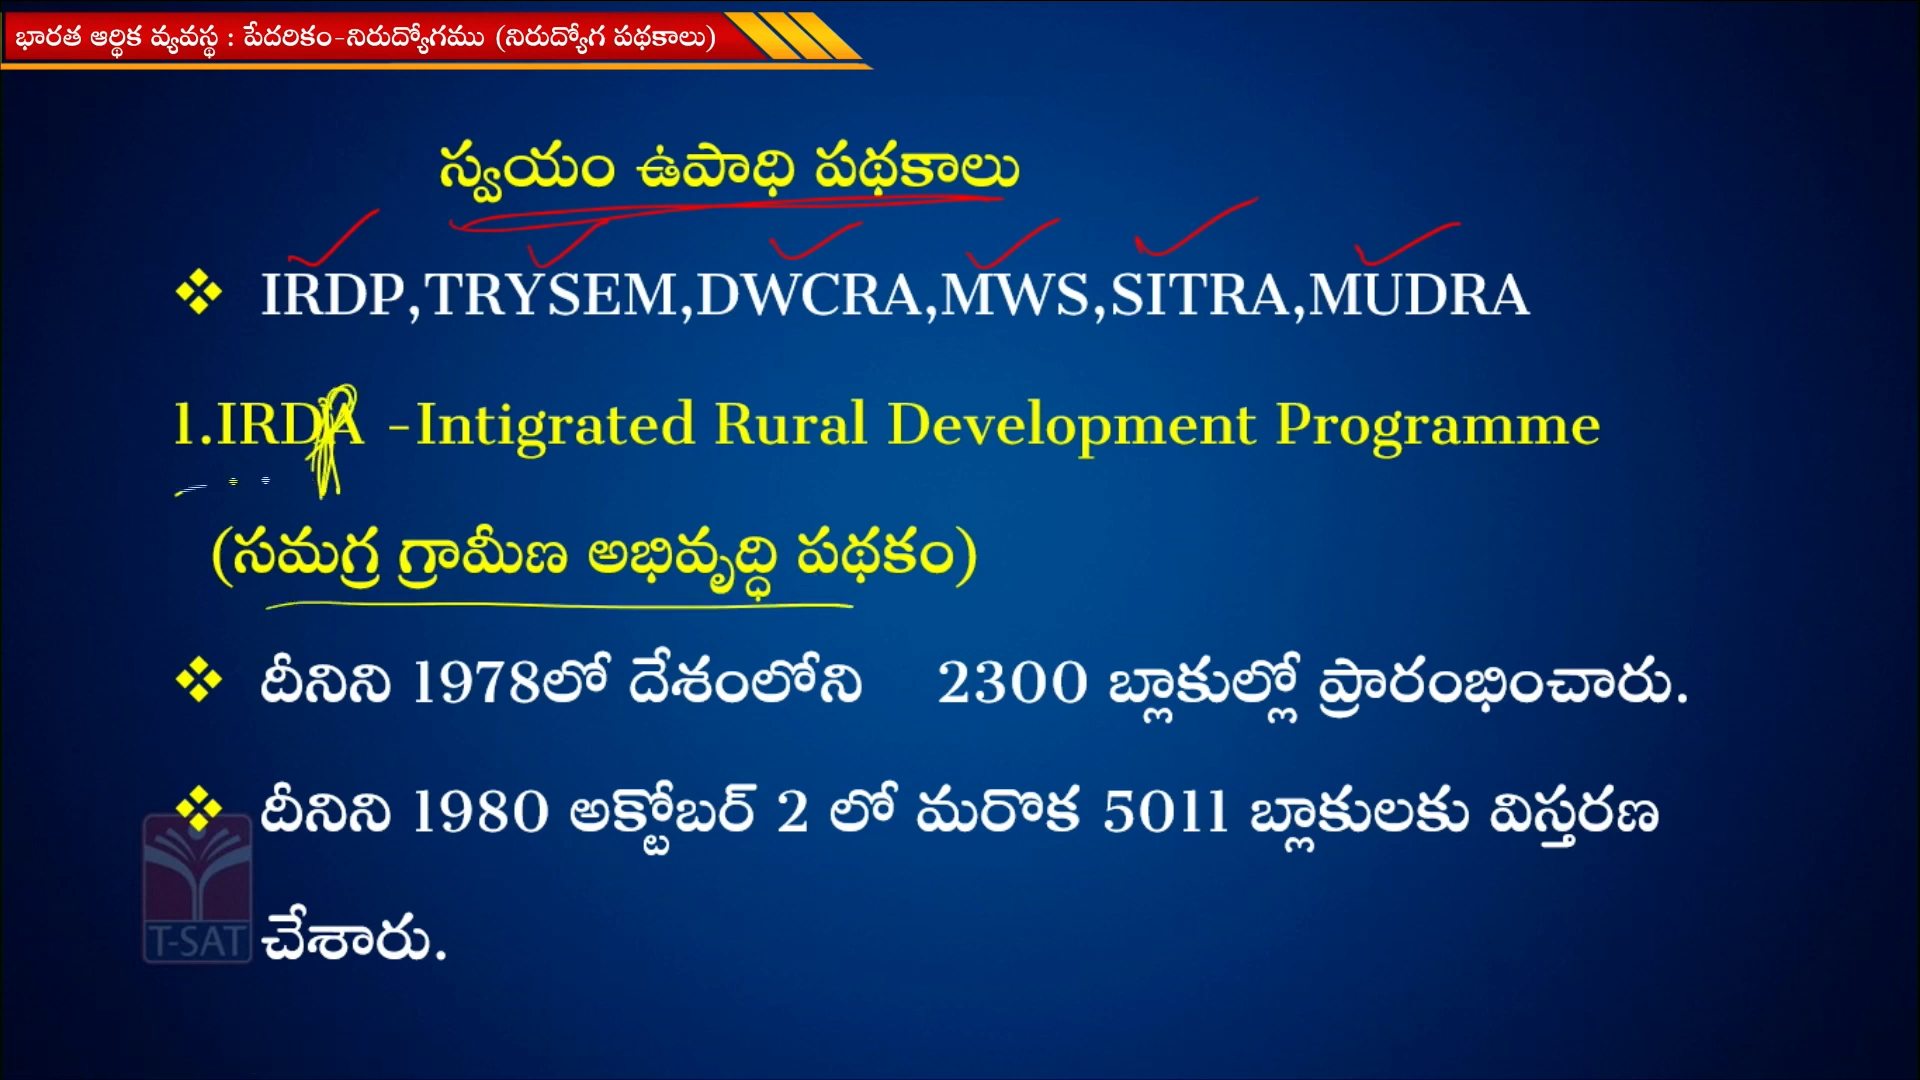 భారత ఆర్థిక వ్యవస్థ : పేదరికం-నిరుద్యోగము (నిరుద్యోగ పథకాలు)
స్వయం ఉపాధి పథకాలు
❖ IRDP,TRYSEM,DWCRA,MWS,SITRA,MUDRA
1.IRDA -Intigrated Rural Development Programme
(సమగ్ర గ్రామీణ అభివృద్ధి పథకం)
❖ దీనిని 1978లో దేశంలోని 2300 బ్లాకుల్లో ప్రారంభించారు.
❖ దీనిని 1980 అక్టోబర్ 2 లో మరొక 5011 బ్లాకులకు విస్తరణ
చేశారు.
T-SAT